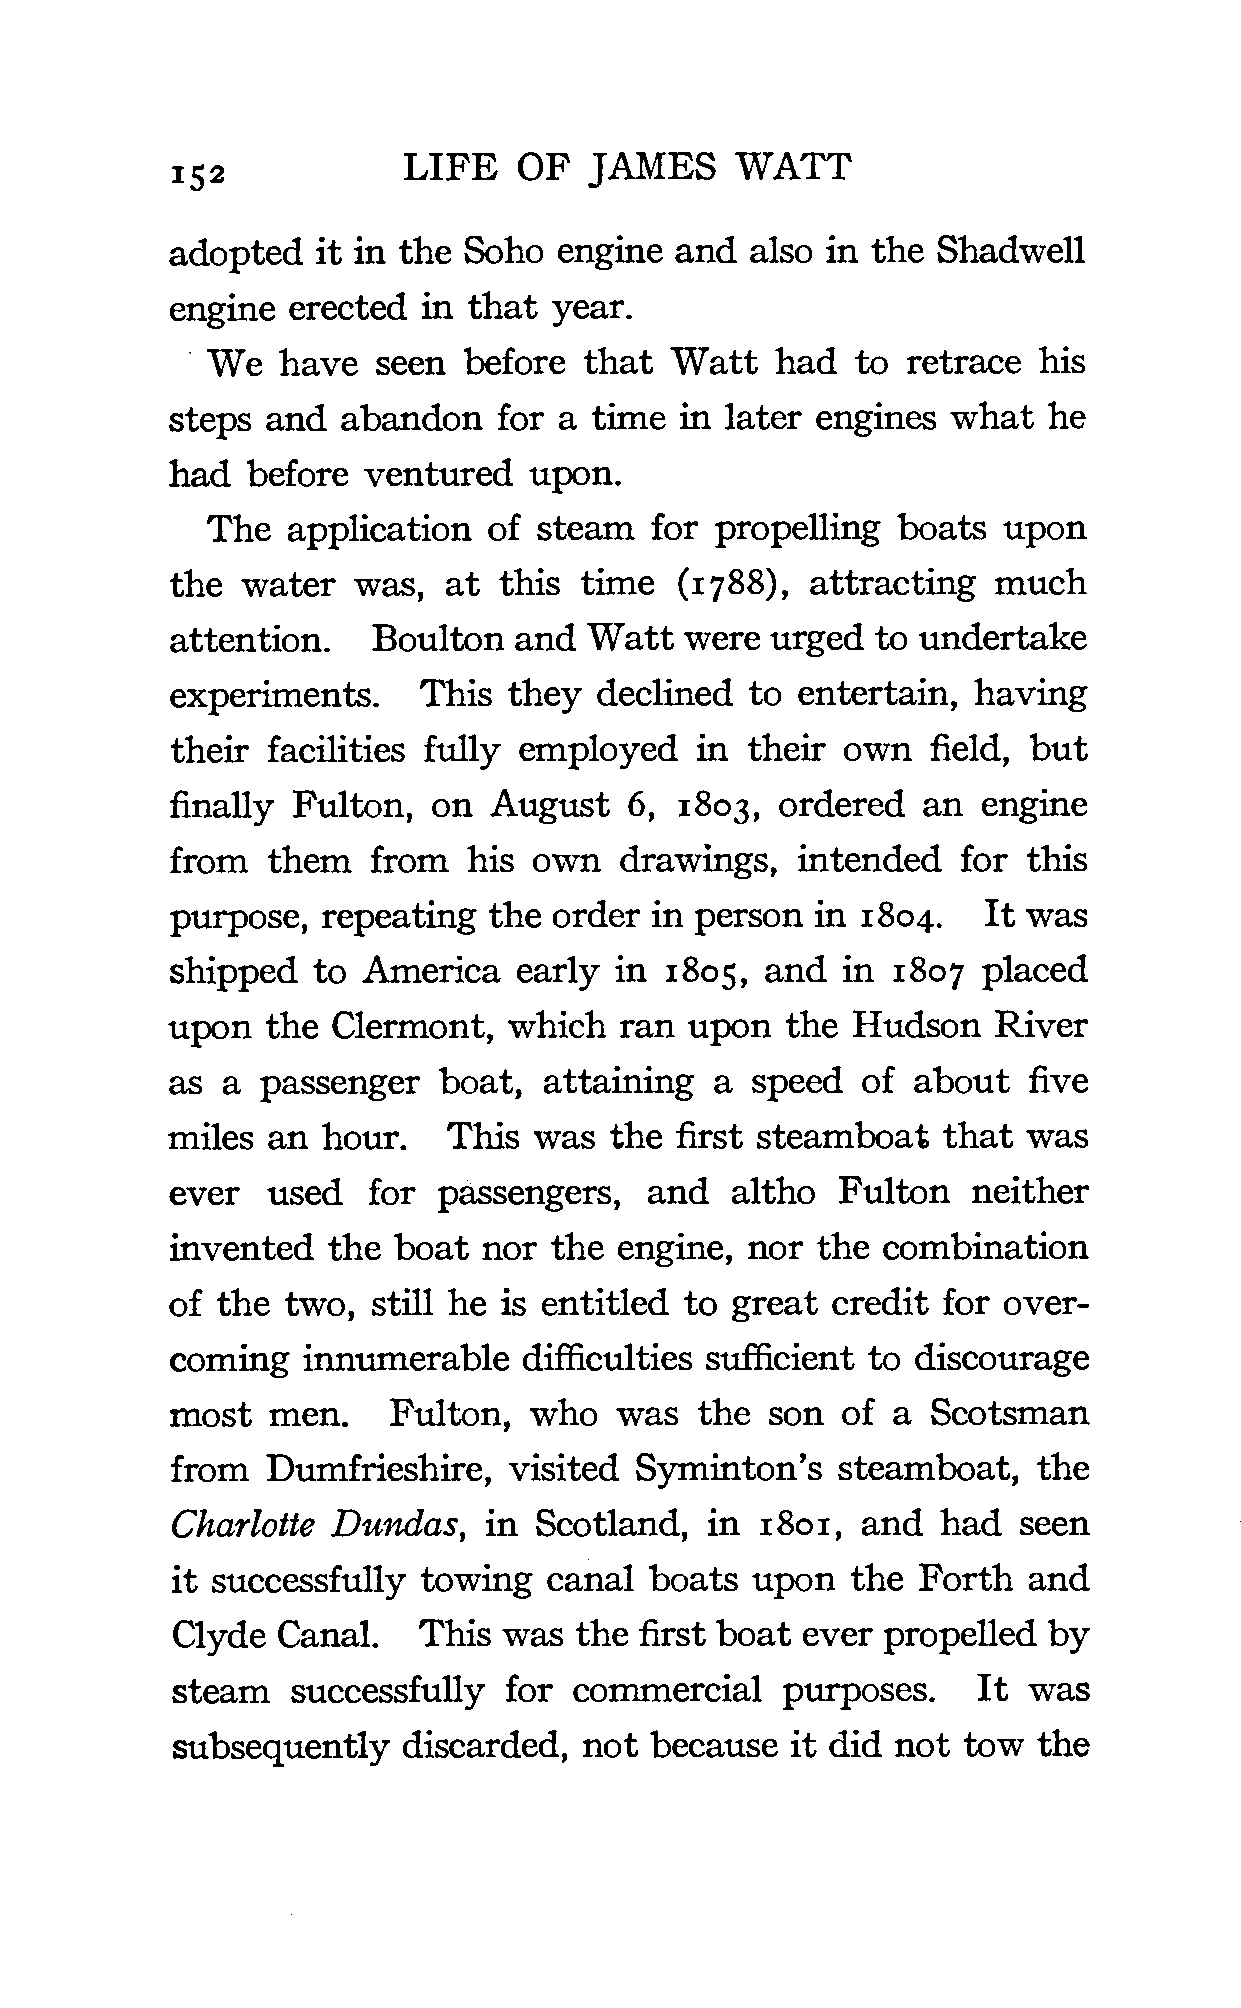 152 LIFE OF JAMES WATT
adopted it in the Soho engine and also in the Shadwell
engine erected in that year.
We have seen before that Watt had to retrace his
steps and abandon for a time in later engines what he
had before ventured upon.
The application of steam for propelling boats upon
the water was, at this time (1788), attracting much
attention. Boulton and Watt were urged to undertake
experiments. This they declined to entertain, having
their facilities fully employed in their own field, but
finally Fulton, on August 6, 1803, ordered an engine
from them from his own drawings, intended for this
purpose, repeating the order in person in 1804. It was
shipped to America early in 1805, and in 1807 placed
upon the Clermont, which ran upon the Hudson River
as a passenger boat, attaining a speed of about five
miles an hour. This was the first steamboat that was
ever used for passengers, and altho Fulton neither
invented the boat nor the engine, nor the combination
of the two, still he is entitled to great credit for over-
coming innumerable difficulties sufficient to discourage
most men. Fulton, who was the son of a Scotsman
from Dumfrieshire, visited Syminton's steamboat, the
Charlotte Dundas, in Scotland, in 1801, and had seen
it successfully towing canal boats upon the Forth and
Clyde Canal. This was the first boat ever propelled by
steam successfully for commercial purposes. It was
subsequently discarded, not because it did not tow the